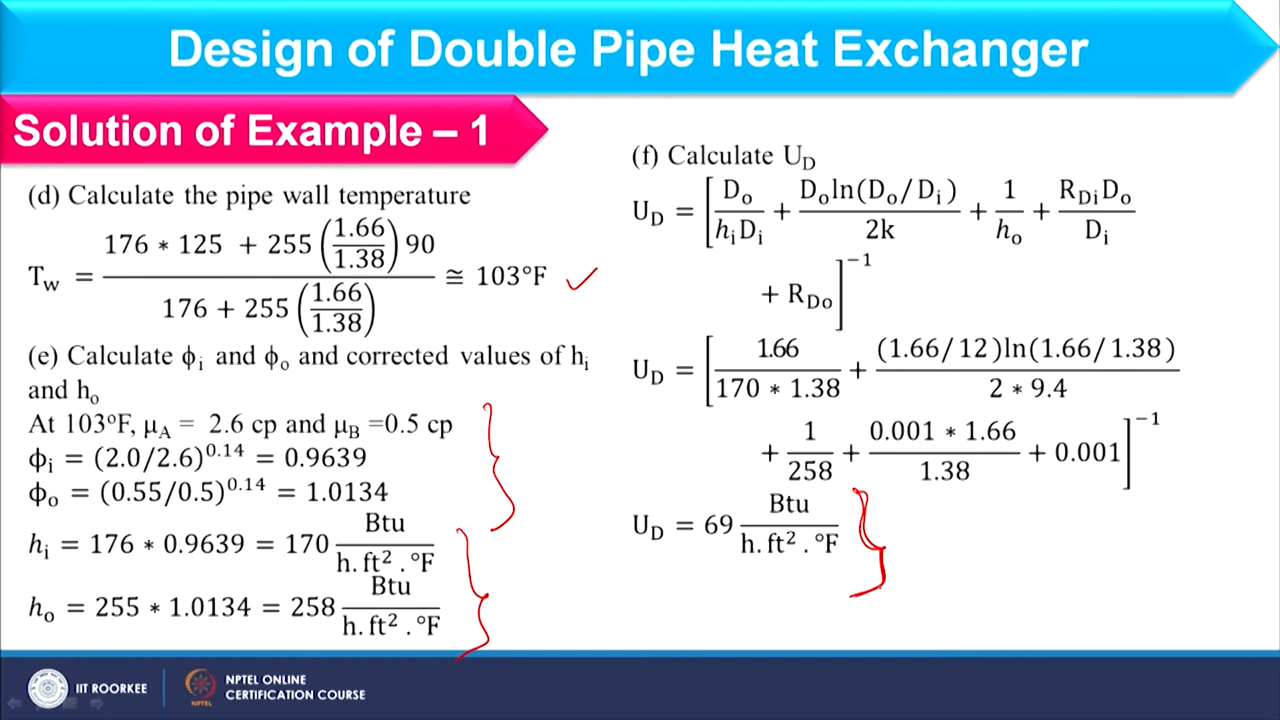 Design of Double Pipe Heat Exchanger
Solution of Example – 1
(d) Calculate the pipe wall temperature
T_w = (176 * 125 + 255 (1.66/1.38) 90) / (176 + 255 (1.66/1.38)) ≅ 103°F
(e) Calculate ϕ_i and ϕ_o and corrected values of h_i
and h_o
At 103°F, μ_A = 2.6 cp and μ_B =0.5 cp
ϕ_i = (2.0/2.6)^0.14 = 0.9639
ϕ_o = (0.55/0.5)^0.14 = 1.0134
h_i = 176 * 0.9639 = 170 Btu/(h.ft².°F)
h_o = 255 * 1.0134 = 258 Btu/(h.ft².°F)
(f) Calculate U_D
U_D = [D_o/(h_iD_i) + D_oln(D_o/D_i)/2k + 1/h_o + R_DiD_o/D_i
+ R_Do]^−1
U_D = [1.66/(170 * 1.38) + (1.66/12)ln(1.66/1.38)/(2 * 9.4)
+ 1/258 + (0.001 * 1.66)/1.38 + 0.001]^−1
U_D = 69 Btu/(h.ft².°F)
IIT ROORKEE
NPTEL
NPTEL ONLINE
CERTIFICATION COURSE